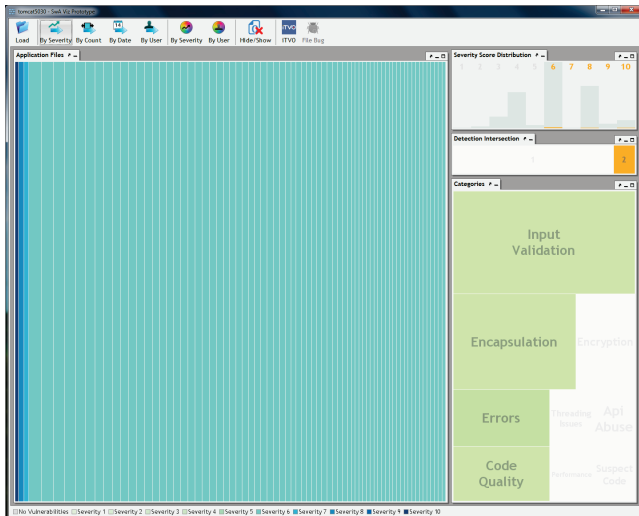 tomcat5030 - SwA Viz Prototype
Load By Severity By Count By Date By User By Severity By User Hide/Show ITVO File Bug
14
ITVO
Application Files
Severity Score Distribution
1 2 3 4 5 6 7 8 9 10
Detection Intersection
1 2
Categories
Input
Validation
Encapsulation
Encryption
Errors
Threading
Issues
Api
Abuse
Code
Quality
Performance
Suspect
Code
No Vulnerabilities Severity 1 Severity 2 Severity 3 Severity 4 Severity 5 Severity 6 Severity 7 Severity 8 Severity 9 Severity 10